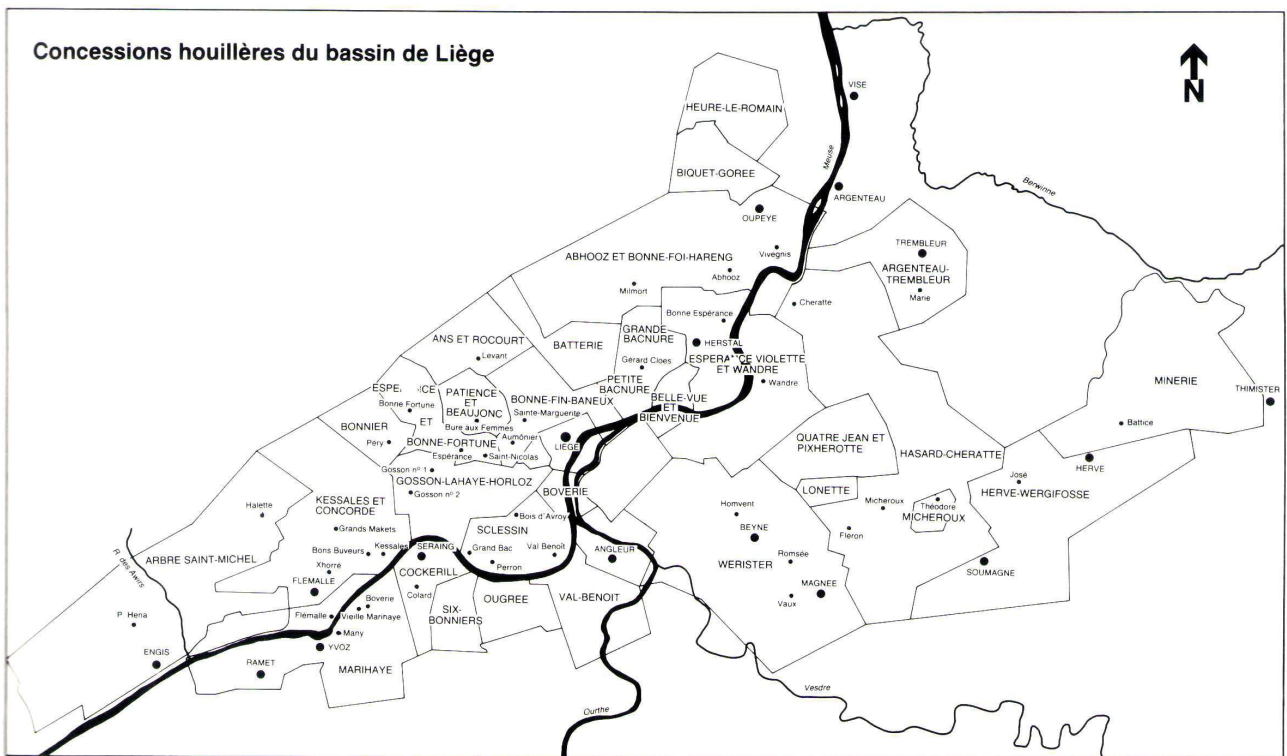 Concessions houillères du bassin de Liège
N
VISE
HEURE-LE-ROMAIN
Meuse
BIQUET-GOREE
Berwinne
ARGENTEAU
OUPEYE
TREMBLEUR
Vivegnis
ABHOOZ ET BONNE-FOI-HARENG
ARGENTEAU-
TREMBLEUR
Abhooz
Milmort
Marie
Cheratte
Bonne Espérance
GRANDE
BACNURE
ANS ET ROCOURT
BATTERIE
HERSTAL
Levant
Gérard Cloes
ESPERANCE VIOLETTE
ET WANDRE
PETITE
BACNURE
Wandre
MINERIE
THIMISTER
PATIENCE
ET
BEAUJONC
BONNE-FIN-BANEUX
BELLE-VUE
ET
BIENVENUE
Bonne Fortune
ET
Bure aux Femmes
Sainte-Marguerite
Battice
BONNIER
Péry
BONNE-FORTUNE
Aumônier
LIEGE
QUATRE JEAN ET
PIXHEROTTE
HASARD-CHERATTE
Espérance
Saint-Nicolas
HERVE
Gosson nº 1
GOSSON-LAHAYE-HORLOZ
José
HERVE-WERGIFOSSE
Gosson nº 2
BOVERIE
LONETTE
KESSALES ET
CONCORDE
Halette
Micheroux
Théodore
MICHEROUX
Bois d'Avroy
Homvent
SCLESSIN
Grands Makets
Fléron
BEYNE
ARBRE SAINT-MICHEL
Bons Buveurs
Kessales
SERAING
Grand Bac
Val Benoît
ANGLEUR
Romsée
WERISTER
SOUMAGNE
R. des Awirs
Xhorré
Perron
COCKERILL
FLEMALLE
Colard
OUGREE
VAL-BENOIT
MAGNEE
Vaux
Boverie
SIX-
BONNIERS
Flémalle
Vieille Marihaye
P. Hena
Many
YVOZ
ENGIS
RAMET
MARIHAYE
Vesdre
Ourthe